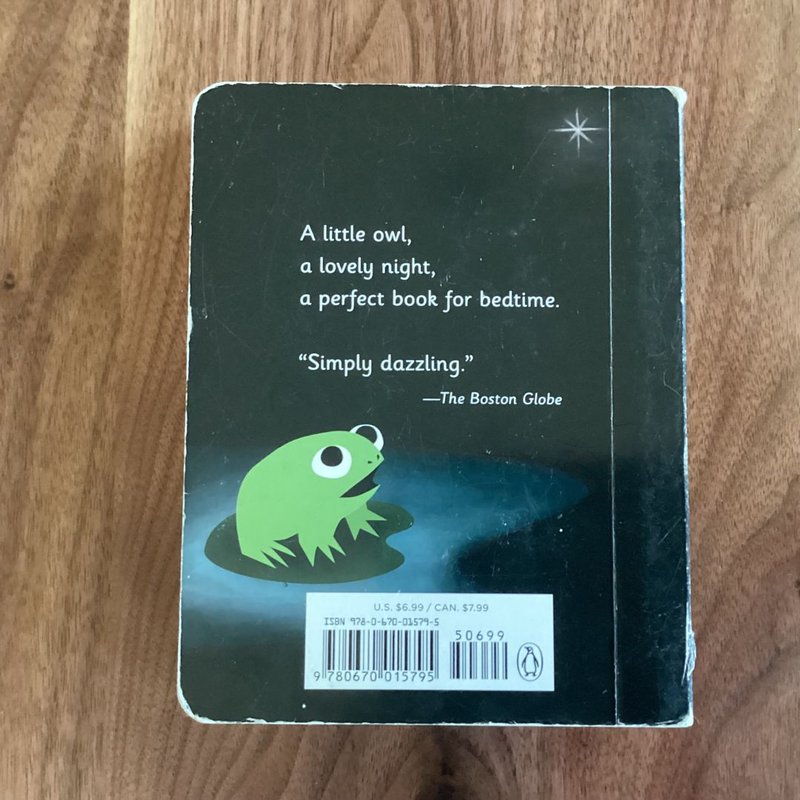 A little owl,
a lovely night,
a perfect book for bedtime.
“Simply dazzling.”
—The Boston Globe
U.S. $6.99 / CAN. $7.99
ISBN 978-0-670-01579-5
50699
9 780670 015795